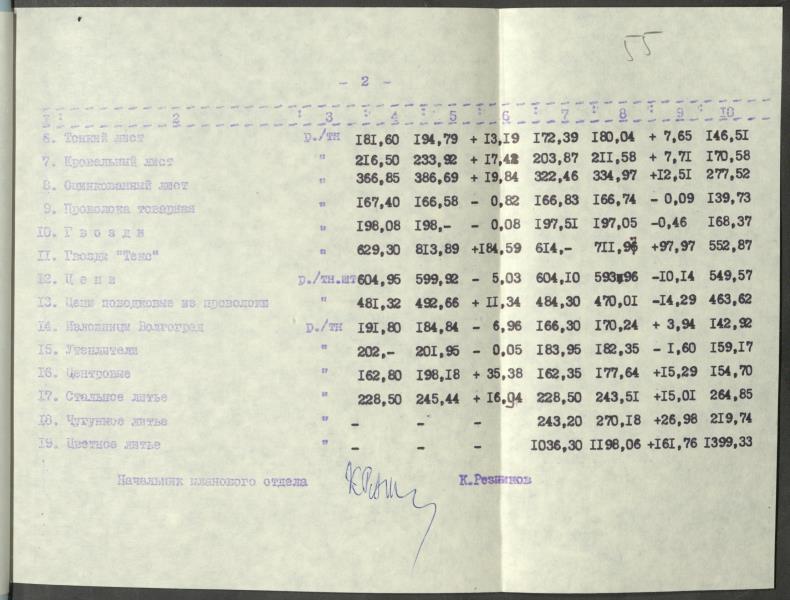 55
- 2 -
I : 2 : 3 : 4 : 5 : 6 : 7 : 8 : 9 : 10
6. Тонкий лист р./тн 181,60 194,79 + 13,19 172,39 180,04 + 7,65 146,51
7. Кровельный лист " 216,50 233,92 + 17,42 203,87 211,58 + 7,71 170,58
8. Оцинкованный лист " 366,85 386,69 + 19,84 322,46 334,97 +12,51 277,52
9. Проволока товарная " 167,40 166,58 - 0,82 166,83 166,74 - 0,09 139,73
10. Г в о з д и " 198,08 198,- - 0,08 197,51 197,05 -0,46 168,37
11. Гвозди "Текс" " 629,30 813,89 +184,59 614,- 711,96 +97,97 552,87
12. Ц е п и р./тн.шт 604,95 599,92 - 5,03 604,10 593,96 -10,14 549,57
13. Цепи поводковые из проволоки " 481,32 492,66 + 11,34 484,30 470,01 -14,29 463,62
14. Изложницы Волгоград р./тн 191,80 184,84 - 6,96 166,30 170,24 + 3,94 142,92
15. Утеплители " 202,- 201,95 - 0,05 183,95 182,35 - 1,60 159,17
16. Центровые " 162,80 198,18 + 35,38 162,35 177,64 +15,29 154,70
17. Стальное литье " 228,50 245,44 + 16,94 228,50 243,51 +15,01 264,85
18. Чугунное литье " - - - 243,20 270,18 +26,98 219,74
19. Цветное литье " - - - 1036,30 1198,06 +161,76 1399,33
Начальник планового отдела К.Резников